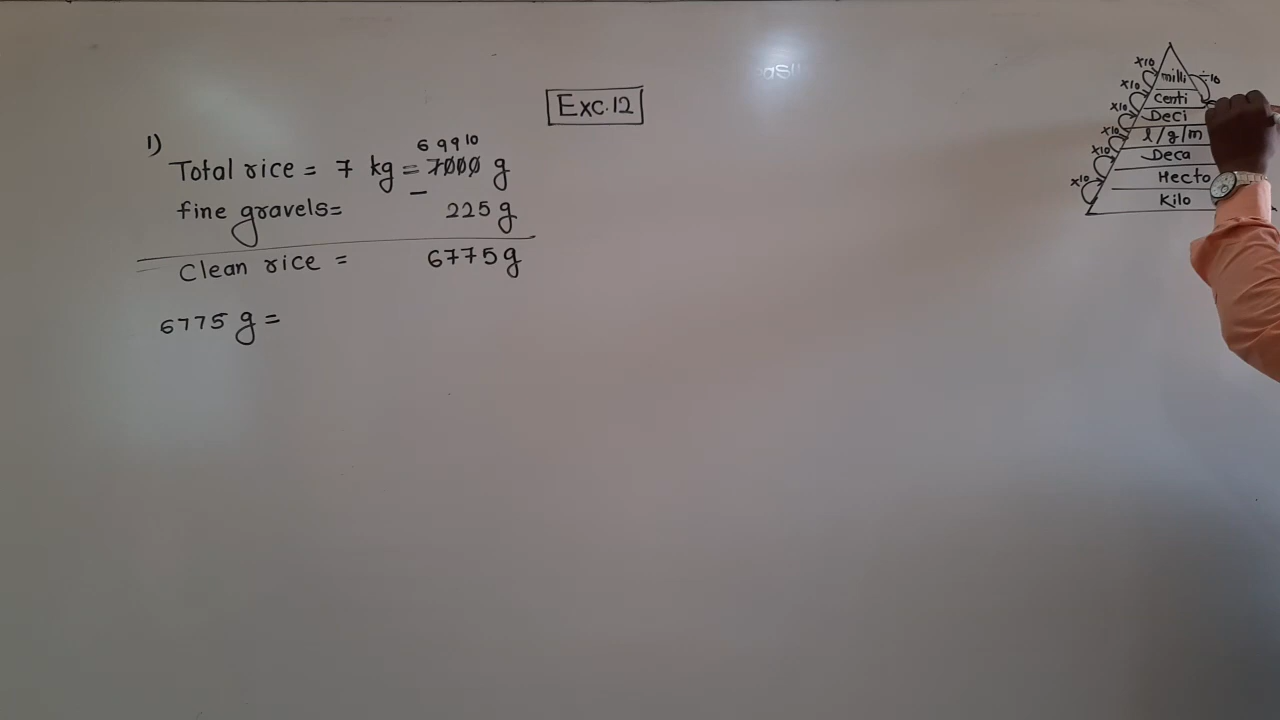 Exc.12
1)
6 9 9 10
Total rice = 7 kg = 7000 g
–
fine gravels= 225 g
Clean rice = 6775 g
6775 g =
x10 milli ÷10
x10 Centi
x10 Deci
x10 l/g/m
x10 Deca
x10 Hecto
Kilo